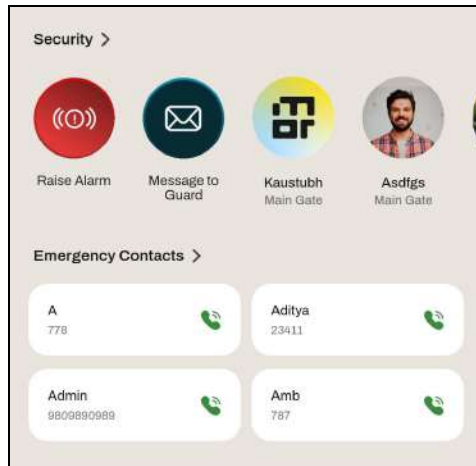 Security >
Raise Alarm
Message to
Guard
Kaustubh
Main Gate
Asdfgs
Main Gate
Emergency Contacts >
A
778
Aditya
23411
Admin
9809890989
Amb
787